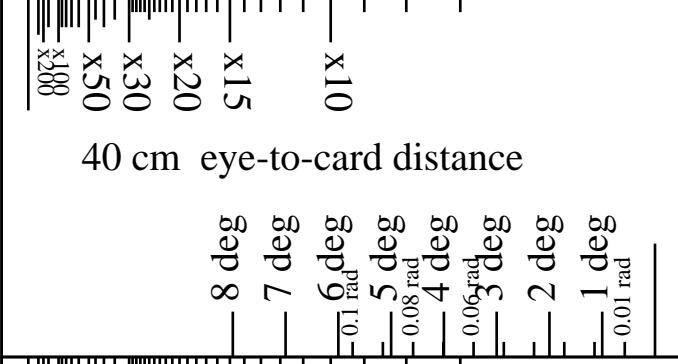 x200 x100 x50 x30 x20 x15 x10
40 cm eye-to-card distance
8 deg 7 deg 6 deg 5 deg 4 deg 3 deg 2 deg 1 deg
0.1 rad 0.08 rad 0.06 rad 0.01 rad